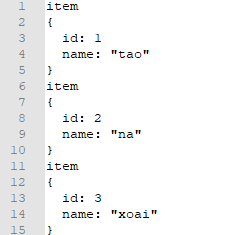 1 item
2 {
3   id: 1
4   name: "tao"
5 }
6 item
7 {
8   id: 2
9   name: "na"
10 }
11 item
12 {
13   id: 3
14   name: "xoai"
15 }